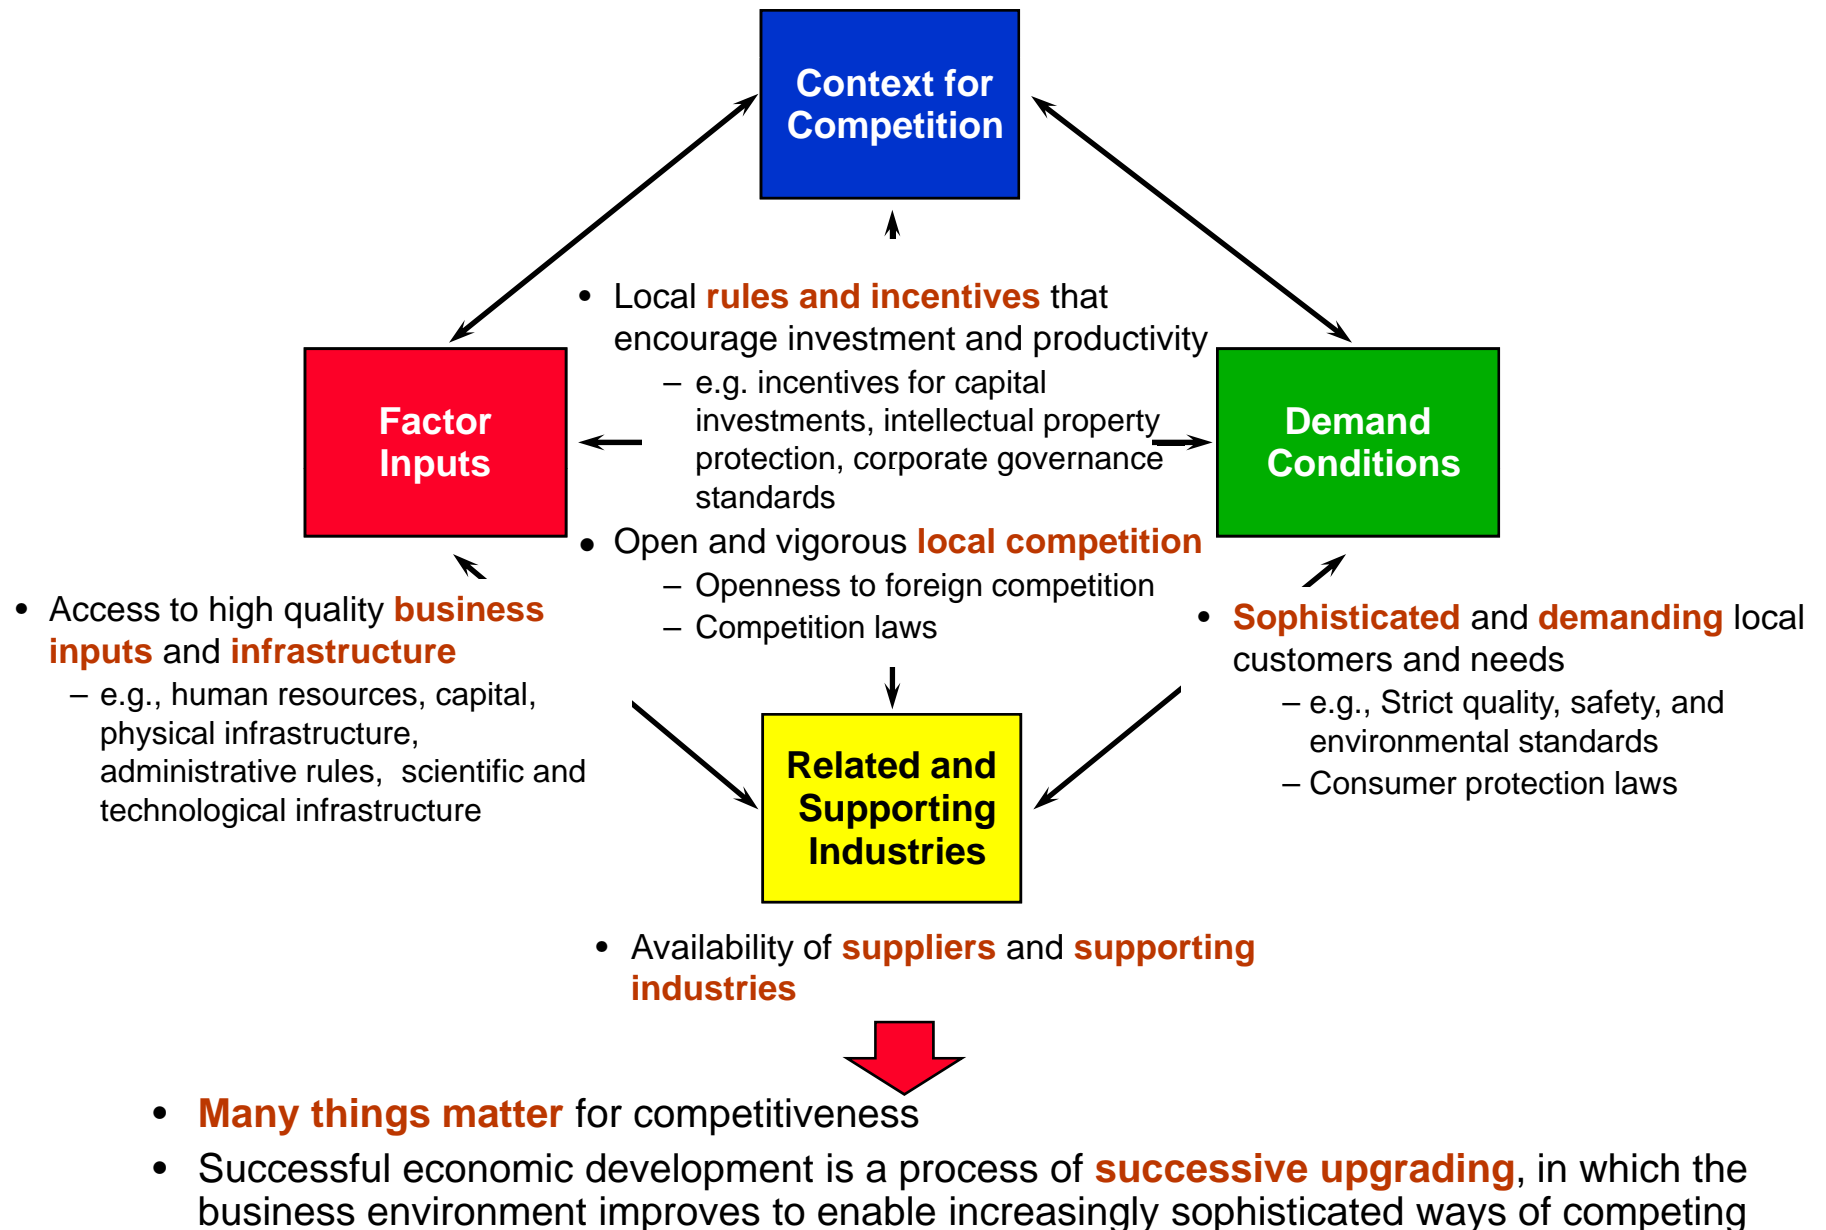 Context for
Competition
• Local rules and incentives that
encourage investment and productivity
– e.g. incentives for capital
investments, intellectual property
protection, corporate governance
standards
• Open and vigorous local competition
– Openness to foreign competition
– Competition laws
Factor
Inputs
Demand
Conditions
• Access to high quality business
inputs and infrastructure
– e.g., human resources, capital,
physical infrastructure,
administrative rules, scientific and
technological infrastructure
• Sophisticated and demanding local
customers and needs
– e.g., Strict quality, safety, and
environmental standards
– Consumer protection laws
Related and
Supporting
Industries
• Availability of suppliers and supporting
industries
• Many things matter for competitiveness
• Successful economic development is a process of successive upgrading, in which the
business environment improves to enable increasingly sophisticated ways of competing